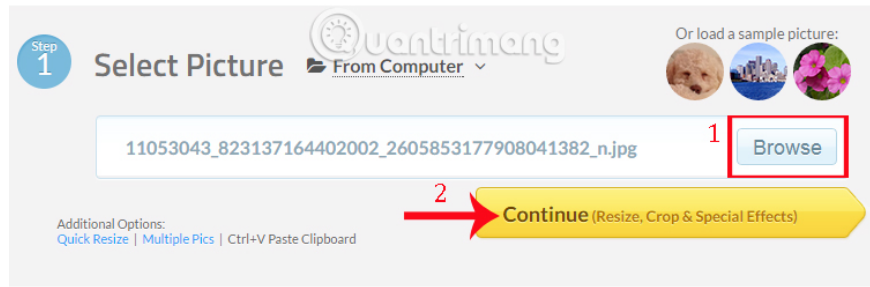 Step
1
Select Picture
From Computer
Quantrimang
Or load a sample picture:
11053043_823137164402002_2605853177908041382_n.jpg
1
Browse
2
Continue (Resize, Crop & Special Effects)
Additional Options:
Quick Resize | Multiple Pics | Ctrl+V Paste Clipboard